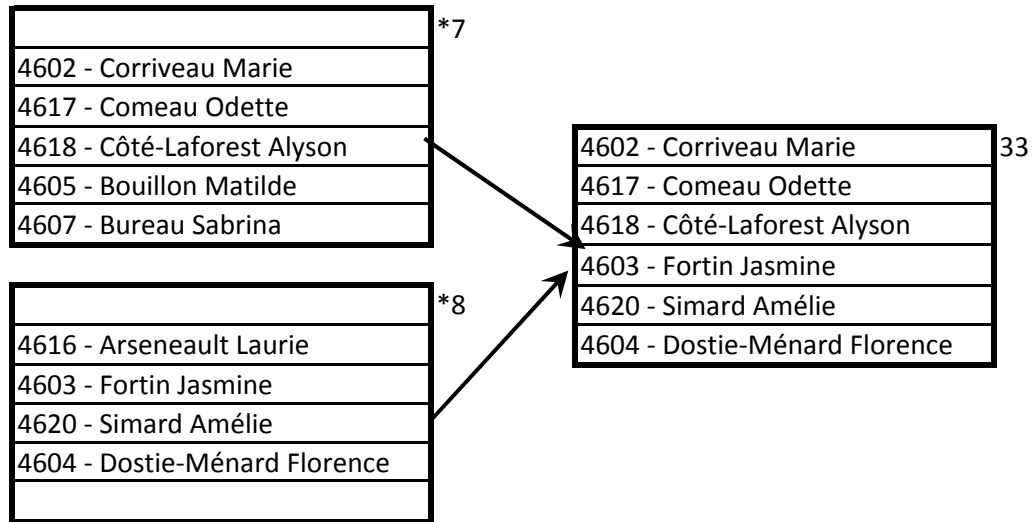 *7
4602 - Corriveau Marie
4617 - Comeau Odette
4618 - Côté-Laforest Alyson
4605 - Bouillon Matilde
4607 - Bureau Sabrina
*8
4616 - Arseneault Laurie
4603 - Fortin Jasmine
4620 - Simard Amélie
4604 - Dostie-Ménard Florence
4602 - Corriveau Marie 33
4617 - Comeau Odette
4618 - Côté-Laforest Alyson
4603 - Fortin Jasmine
4620 - Simard Amélie
4604 - Dostie-Ménard Florence